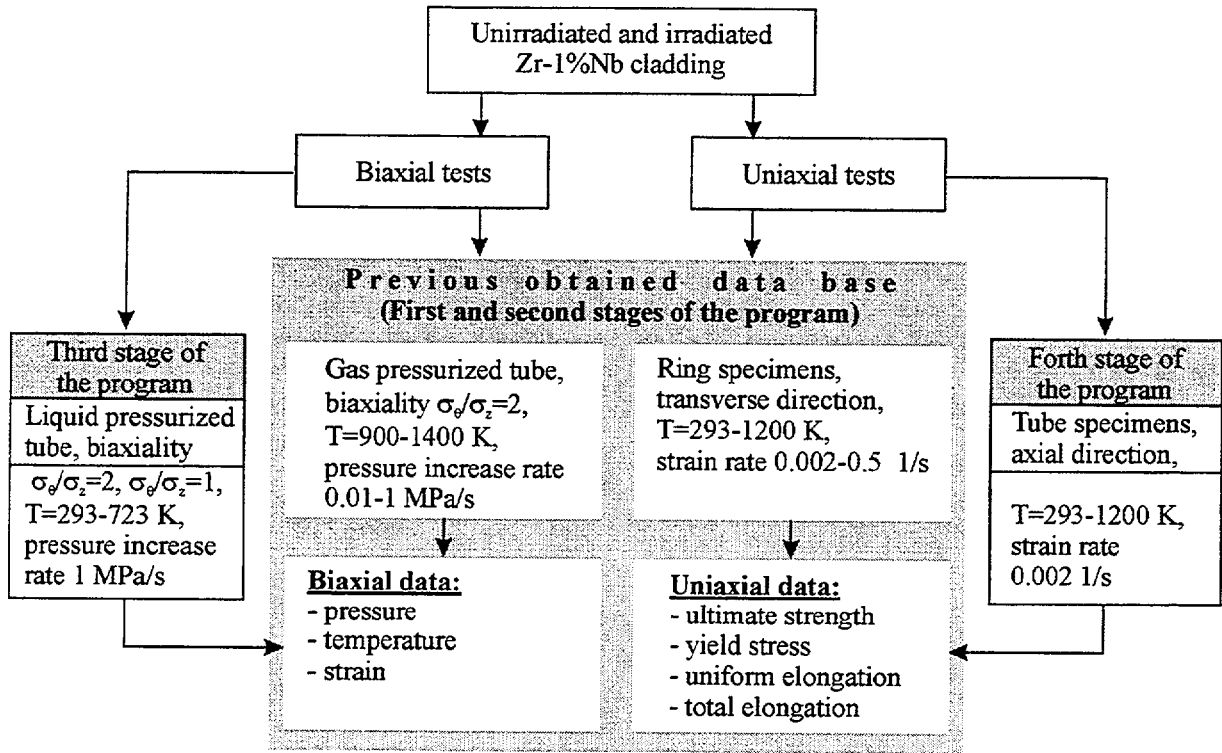 Unirradiated and irradiated
Zr-1%Nb cladding
Biaxial tests
Uniaxial tests
Previous obtained data base
(First and second stages of the program)
Third stage of
the program
Liquid pressurized
tube, biaxiality
σθ/σz=2, σθ/σz=1,
T=293-723 K,
pressure increase
rate 1 MPa/s
Gas pressurized tube,
biaxiality σθ/σz=2,
T=900-1400 K,
pressure increase rate
0.01-1 MPa/s
Ring specimens,
transverse direction,
T=293-1200 K,
strain rate 0.002-0.5 1/s
Forth stage of
the program
Tube specimens,
axial direction,
T=293-1200 K,
strain rate
0.002 1/s
Biaxial data:
- pressure
- temperature
- strain
Uniaxial data:
- ultimate strength
- yield stress
- uniform elongation
- total elongation